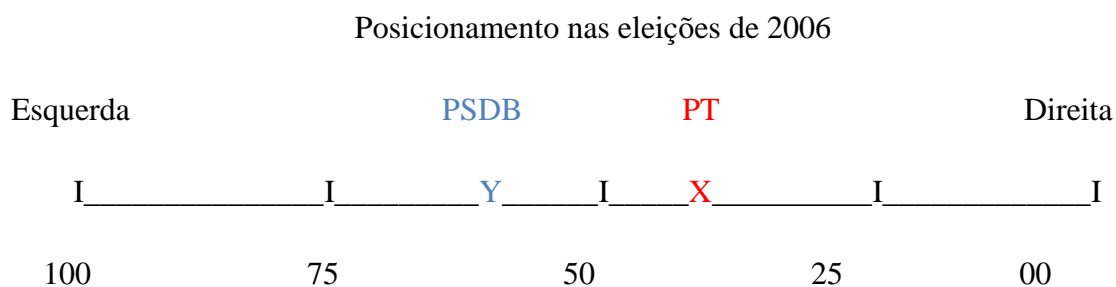 Posicionamento nas eleições de 2006
Esquerda PSDB PT Direita
I_______________I_________Y______I_____X__________I_____________I
100 75 50 25 00